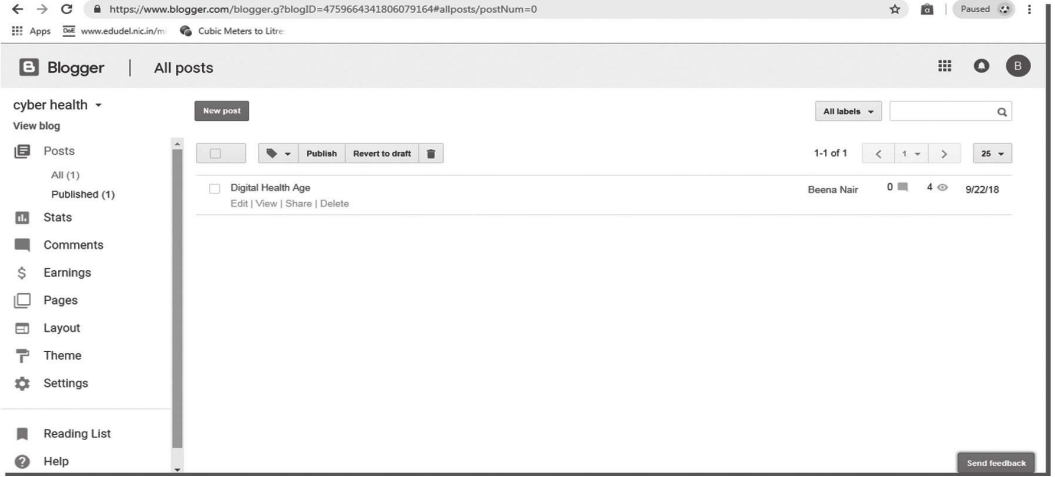 https://www.blogger.com/blogger.g?blogID=4759664341806079164#allposts/postNum=0
Paused
Apps DoE www.edudel.nic.in/m Cubic Meters to Litre
Blogger | All posts
B
cyber health
View blog
New post
All labels
Posts
All (1)
Published (1)
Publish Revert to draft
1-1 of 1 1 25
Digital Health Age Beena Nair 0 4 9/22/18
Edit | View | Share | Delete
Stats
Comments
Earnings
Pages
Layout
Theme
Settings
Reading List
Help
Send feedback